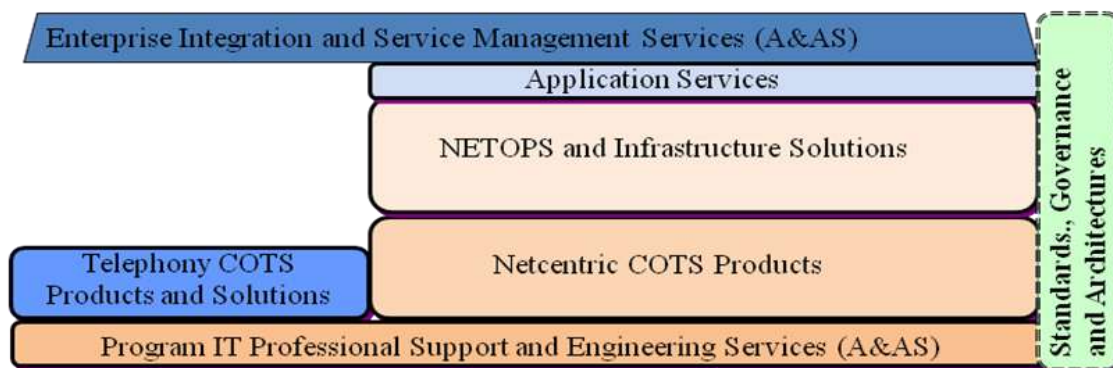 Enterprise Integration and Service Management Services (A&AS)
Application Services
NETOPS and Infrastructure Solutions
Telephony COTS
Products and Solutions
Netcentric COTS Products
Program IT Professional Support and Engineering Services (A&AS)
Standards., Governance
and Architectures